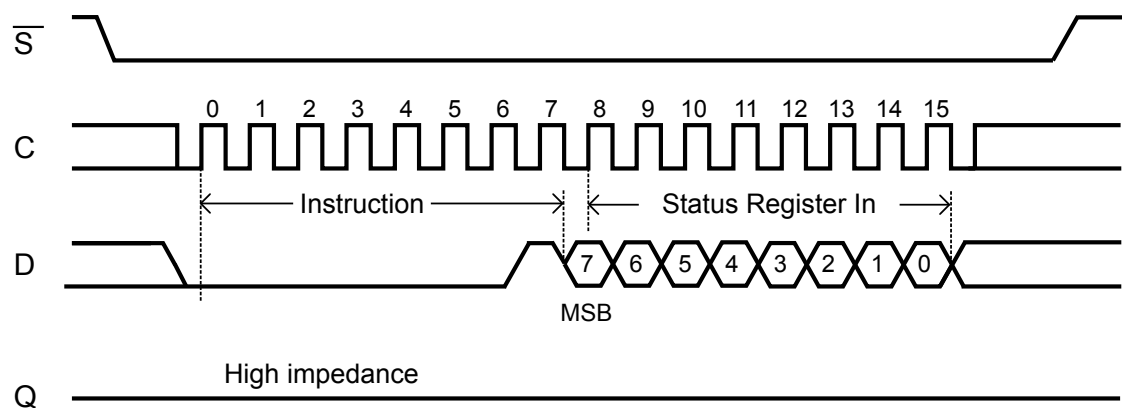 S
0 1 2 3 4 5 6 7 8 9 10 11 12 13 14 15
C
Instruction Status Register In
D 7 6 5 4 3 2 1 0
MSB
High impedance
Q